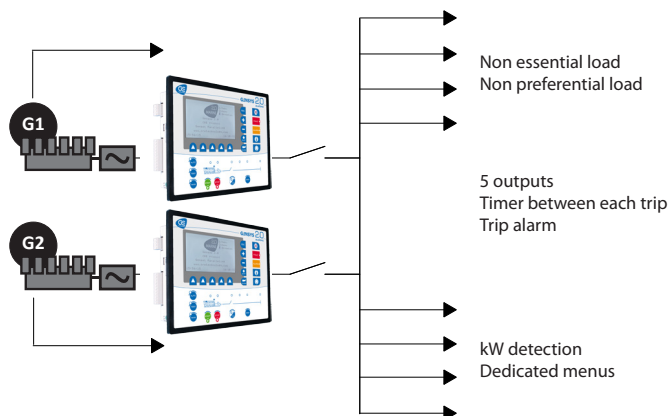 G1
Non essential load
Non preferential load
5 outputs
Timer between each trip
Trip alarm
G2
kW detection
Dedicated menus